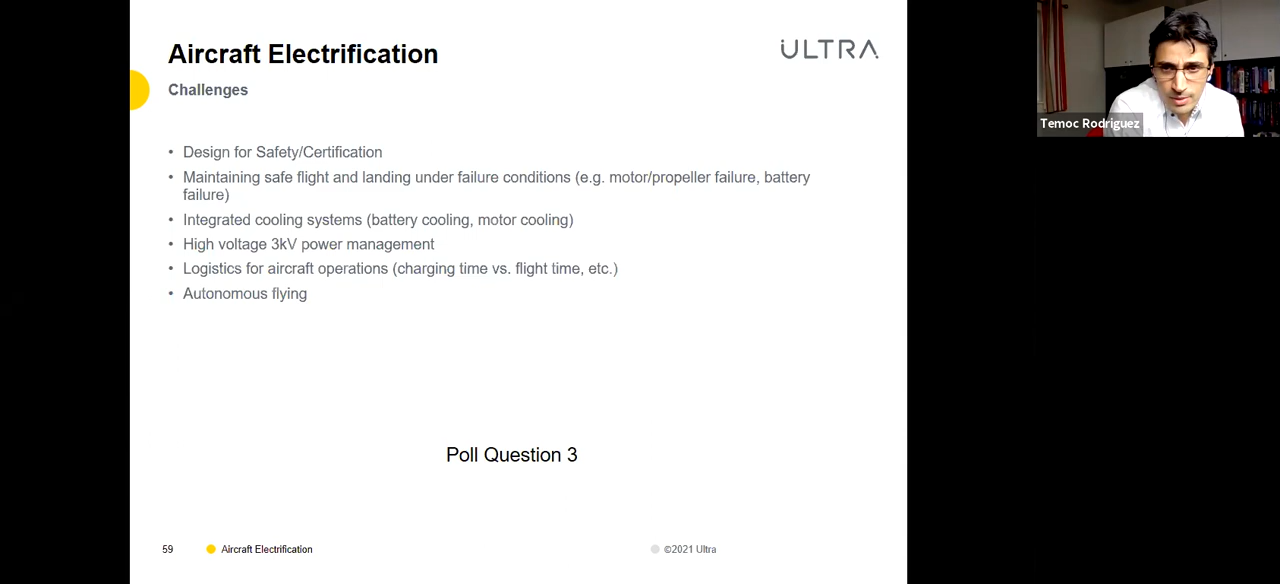 Aircraft Electrification
ULTRA
Challenges
Temoc Rodriguez
• Design for Safety/Certification
• Maintaining safe flight and landing under failure conditions (e.g. motor/propeller failure, battery
failure)
• Integrated cooling systems (battery cooling, motor cooling)
• High voltage 3kV power management
• Logistics for aircraft operations (charging time vs. flight time, etc.)
• Autonomous flying
Poll Question 3
59
Aircraft Electrification
©2021 Ultra